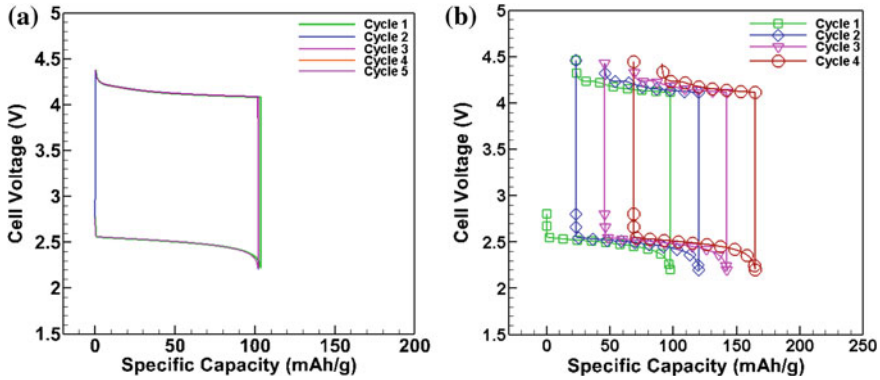 (a)
Cycle 1
Cycle 2
Cycle 3
Cycle 4
Cycle 5
5
4.5
4
3.5
3
2.5
2
1.5
Cell Voltage (V)
0
50
100
150
200
Specific Capacity (mAh/g)
(b)
Cycle 1
Cycle 2
Cycle 3
Cycle 4
5
4.5
4
3.5
3
2.5
2
1.5
Cell Voltage (V)
0
50
100
150
200
250
Specific Capacity (mAh/g)